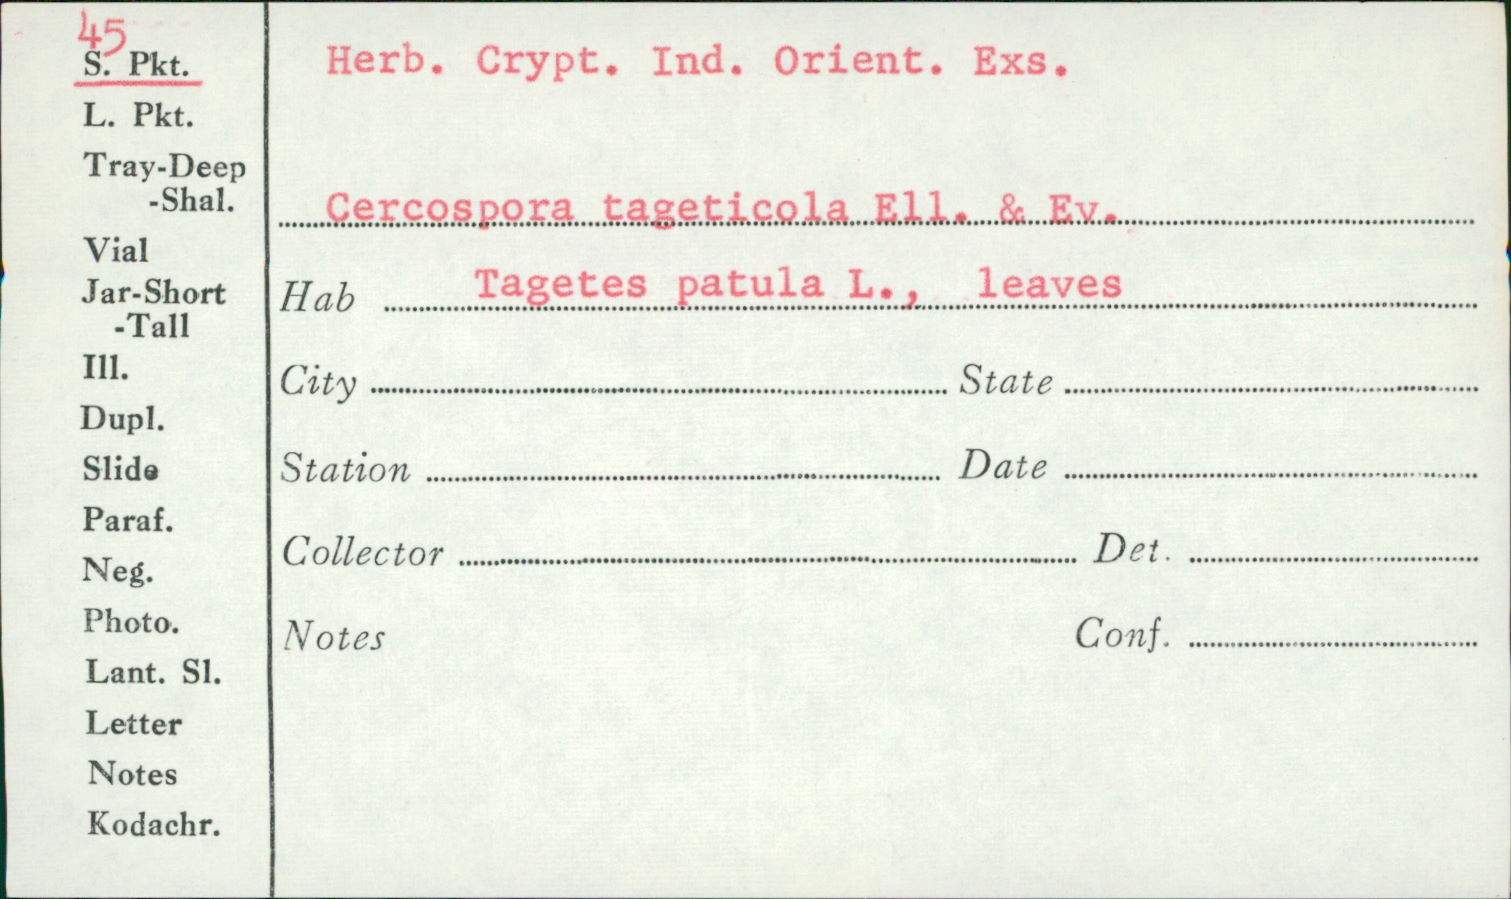 45
S. Pkt.
L. Pkt.
Tray-Deep
-Shal.
Vial
Jar-Short
-Tall
Ill.
Dupl.
Slide
Paraf.
Neg.
Photo.
Lant. Sl.
Letter
Notes
Kodachr.
Herb. Crypt. Ind. Orient. Exs.
Cercospora tageticola Ell. & Ev.
Hab Tagetes patula L., leaves
City State
Station Date
Collector Det.
Notes Conf.